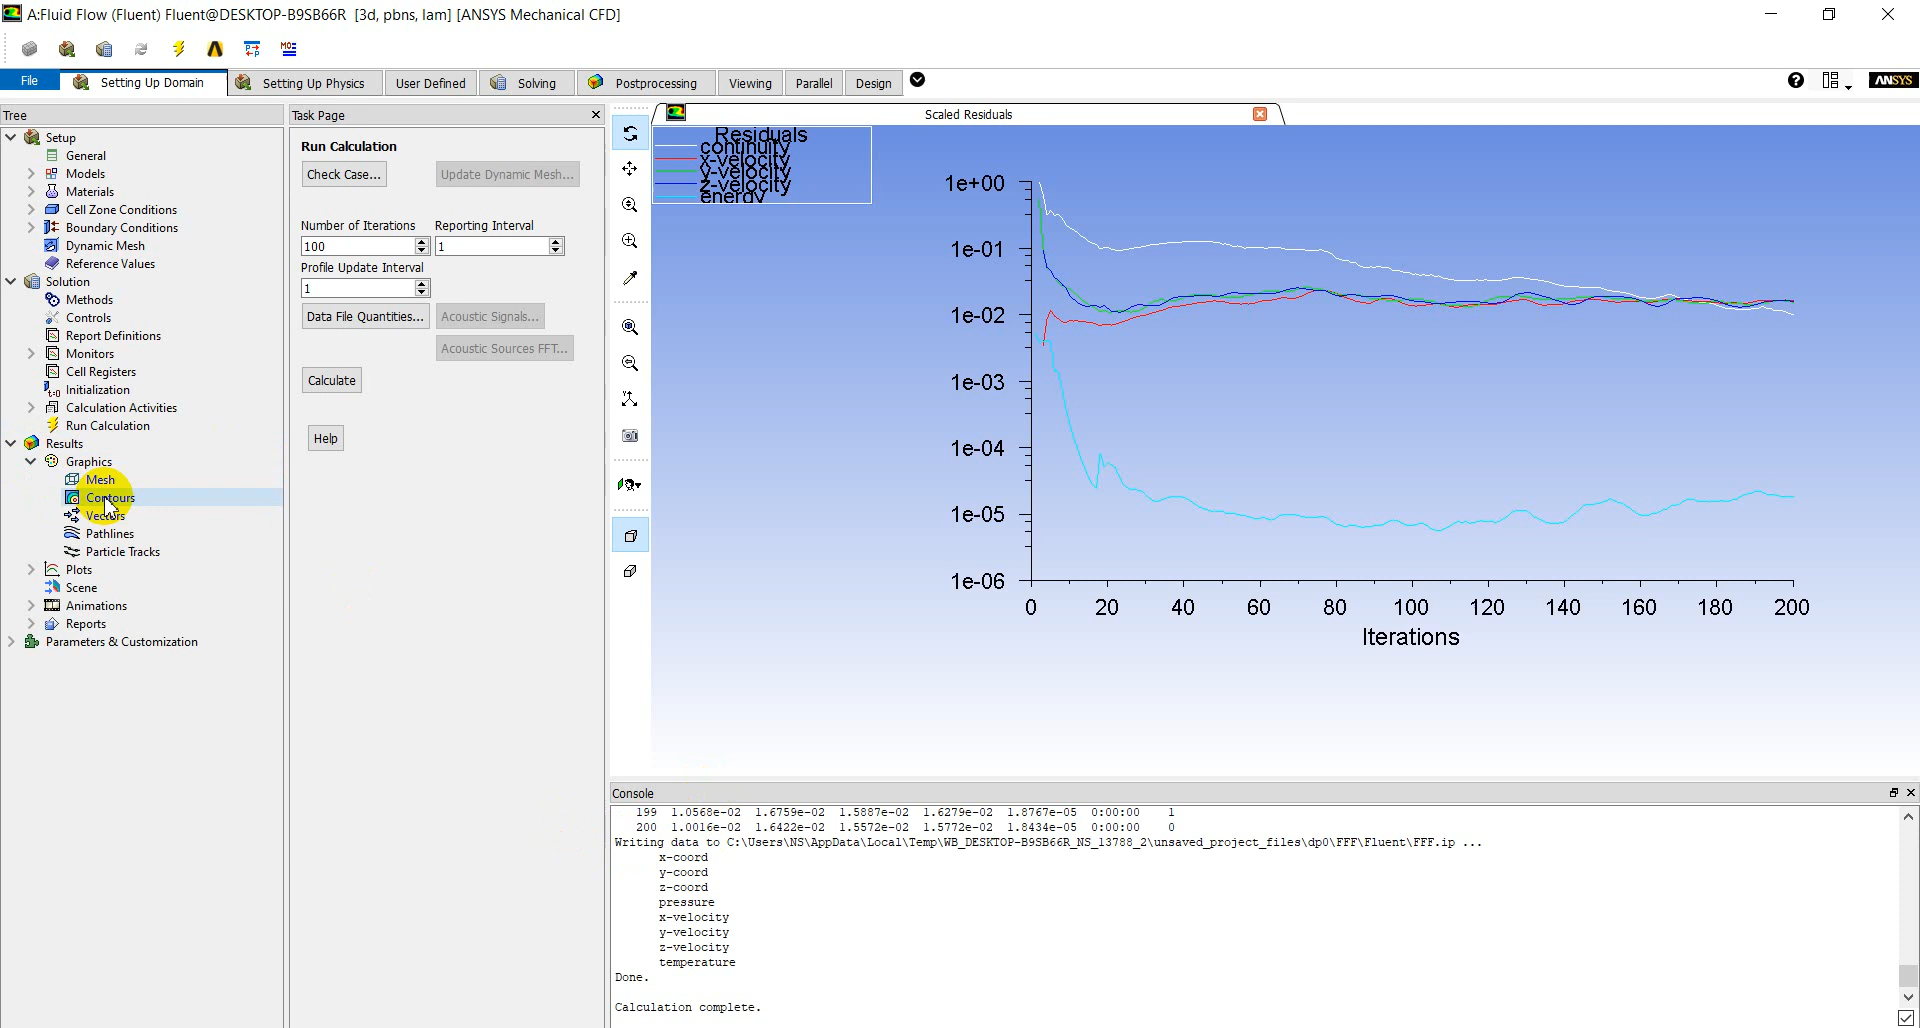 A:Fluid Flow (Fluent) Fluent@DESKTOP-B9SB66R [3d, pbns, lam] [ANSYS Mechanical CFD]
File
Setting Up Domain
Setting Up Physics
User Defined
Solving
Postprocessing
Viewing
Parallel
Design
ANSYS
Tree
Setup
General
Models
Materials
Cell Zone Conditions
Boundary Conditions
Dynamic Mesh
Reference Values
Solution
Methods
Controls
Report Definitions
Monitors
Cell Registers
Initialization
Calculation Activities
Run Calculation
Results
Graphics
Mesh
Contours
Vectors
Pathlines
Particle Tracks
Plots
Scene
Animations
Reports
Parameters & Customization
Task Page
Run Calculation
Check Case...
Update Dynamic Mesh...
Number of Iterations
Reporting Interval
100
1
Profile Update Interval
1
Data File Quantities...
Acoustic Signals...
Acoustic Sources FFT...
Calculate
Help
Scaled Residuals
Residuals
continuity
x-velocity
y-velocity
z-velocity
energy
1e+00
1e-01
1e-02
1e-03
1e-04
1e-05
1e-06
0 20 40 60 80 100 120 140 160 180 200
Iterations
Console
199 1.0568e-02 1.6759e-02 1.5887e-02 1.6279e-02 1.8767e-05 0:00:00 1
200 1.0016e-02 1.6422e-02 1.5572e-02 1.5772e-02 1.8434e-05 0:00:00 0
Writing data to C:\Users\NS\AppData\Local\Temp\WB_DESKTOP-B9SB66R_NS_13788_2\unsaved_project_files\dp0\FFF\Fluent\FFF.ip ...
x-coord
y-coord
z-coord
pressure
x-velocity
y-velocity
z-velocity
temperature
Done.
Calculation complete.